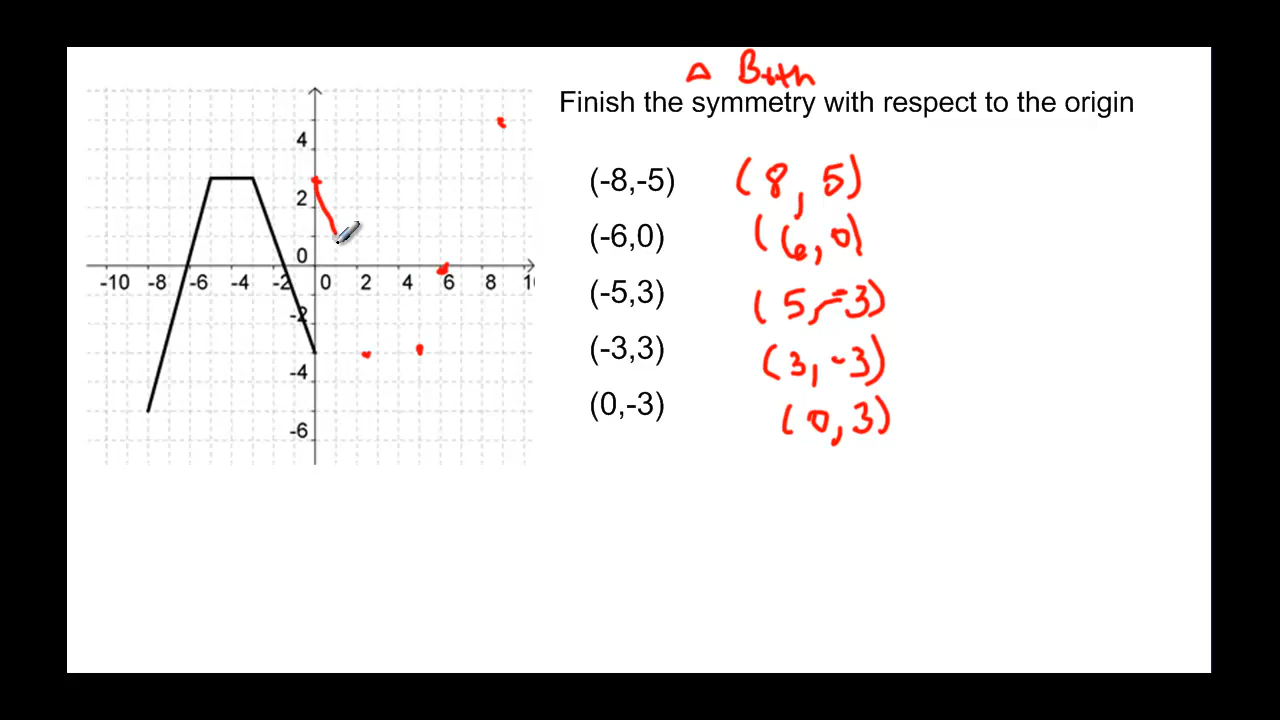 Δ Both
Finish the symmetry with respect to the origin
(-8,-5) (8, 5)
(-6,0) (6, 0)
(-5,3) (5, -3)
(-3,3) (3, -3)
(0,-3) (0, 3)
4
2
0
-10 -8 -6 -4 -2 0 2 4 6 8 10
-2
-4
-6